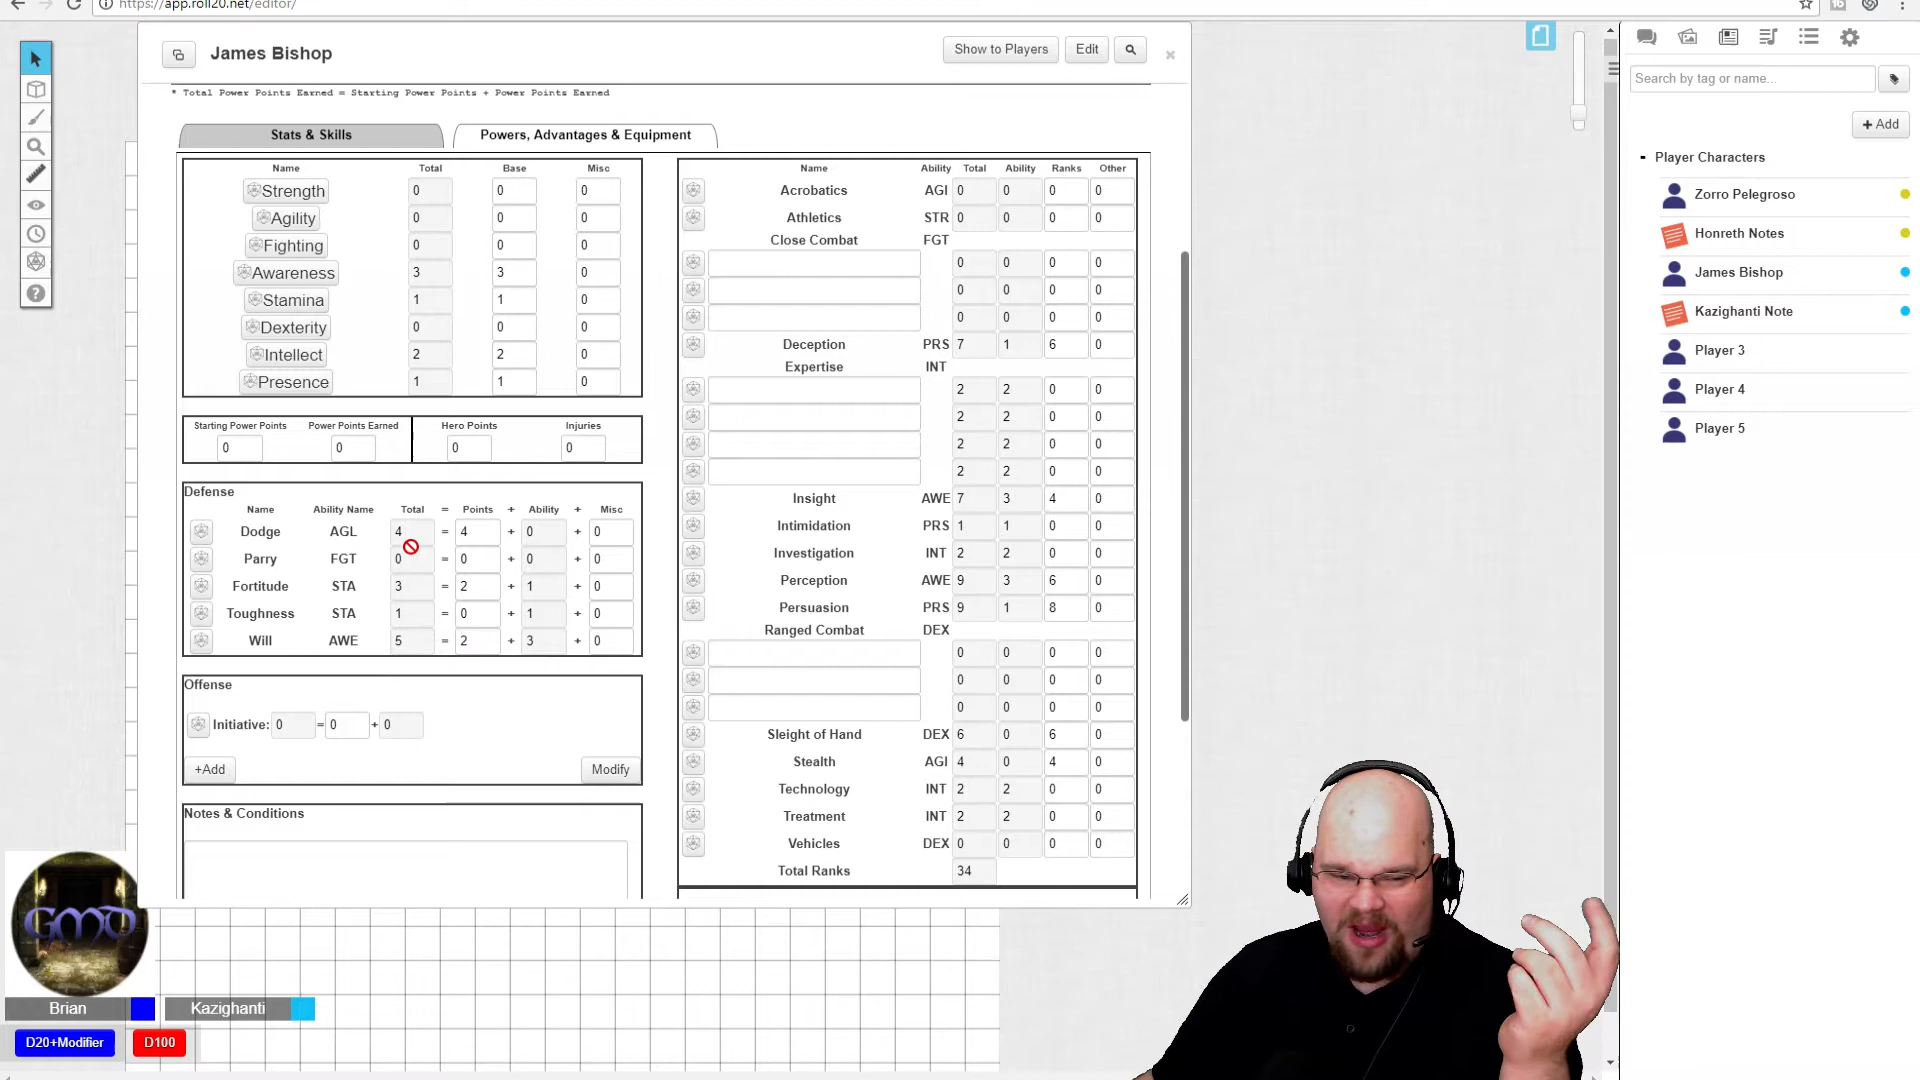 https://app.roll20.net/editor/
James Bishop
Show to Players
Edit
* Total Power Points Earned = Starting Power Points + Power Points Earned
Stats & Skills
Powers, Advantages & Equipment
Name Total Base Misc
Strength 0 0 0
Agility 0 0 0
Fighting 0 0 0
Awareness 3 3 0
Stamina 1 1 0
Dexterity 0 0 0
Intellect 2 2 0
Presence 1 1 0
Starting Power Points Power Points Earned Hero Points Injuries
0 0 0 0
Defense
Name Ability Name Total = Points + Ability + Misc
Dodge AGL 4 = 4 + 0 + 0
Parry FGT 0 = 0 + 0 + 0
Fortitude STA 3 = 2 + 1 + 0
Toughness STA 1 = 0 + 1 + 0
Will AWE 5 = 2 + 3 + 0
Offense
Initiative: 0 = 0 + 0
+Add
Modify
Notes & Conditions
Name Ability Total Ability Ranks Other
Acrobatics AGI 0 0 0 0
Athletics STR 0 0 0 0
Close Combat FGT
0 0 0 0
0 0 0 0
0 0 0 0
Deception PRS 7 1 6 0
Expertise INT
2 2 0 0
2 2 0 0
2 2 0 0
2 2 0 0
Insight AWE 7 3 4 0
Intimidation PRS 1 1 0 0
Investigation INT 2 2 0 0
Perception AWE 9 3 6 0
Persuasion PRS 9 1 8 0
Ranged Combat DEX
0 0 0 0
0 0 0 0
0 0 0 0
Sleight of Hand DEX 6 0 6 0
Stealth AGI 4 0 4 0
Technology INT 2 2 0 0
Treatment INT 2 2 0 0
Vehicles DEX 0 0 0 0
Total Ranks 34
Search by tag or name...
+ Add
Player Characters
Zorro Pelegroso
Honreth Notes
James Bishop
Kazighanti Note
Player 3
Player 4
Player 5
GMD
Brian
Kazighanti
D20+Modifier
D100